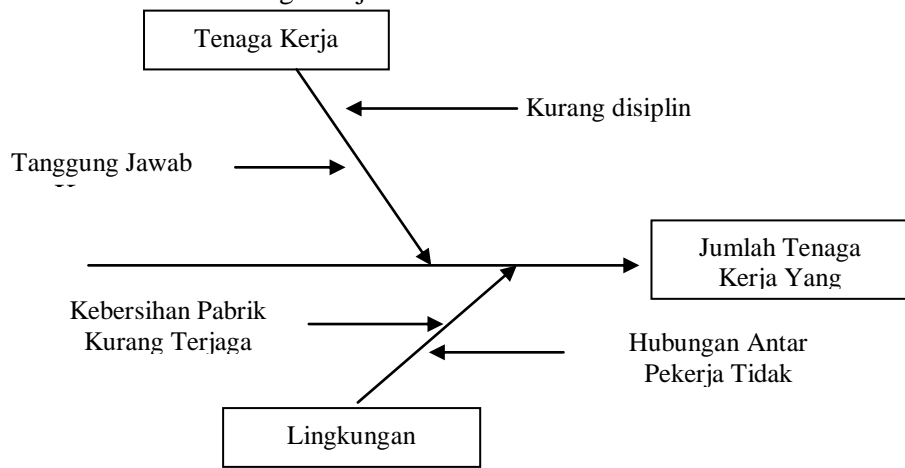 Tenaga Kerja
Kurang disiplin
Tanggung Jawab
Jumlah Tenaga
Kerja Yang
Kebersihan Pabrik
Kurang Terjaga
Hubungan Antar
Pekerja Tidak
Lingkungan